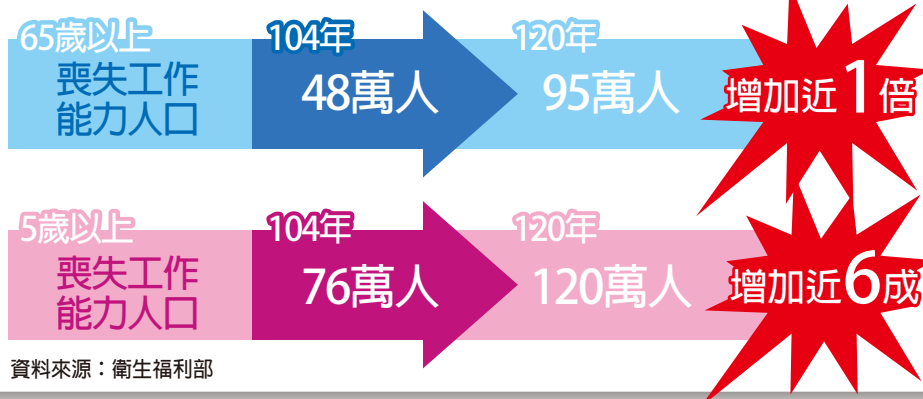 65歲以上
喪失工作
能力人口
104年
48萬人
120年
95萬人
增加近1倍
5歲以上
喪失工作
能力人口
104年
76萬人
120年
120萬人
增加近6成
資料來源：衛生福利部